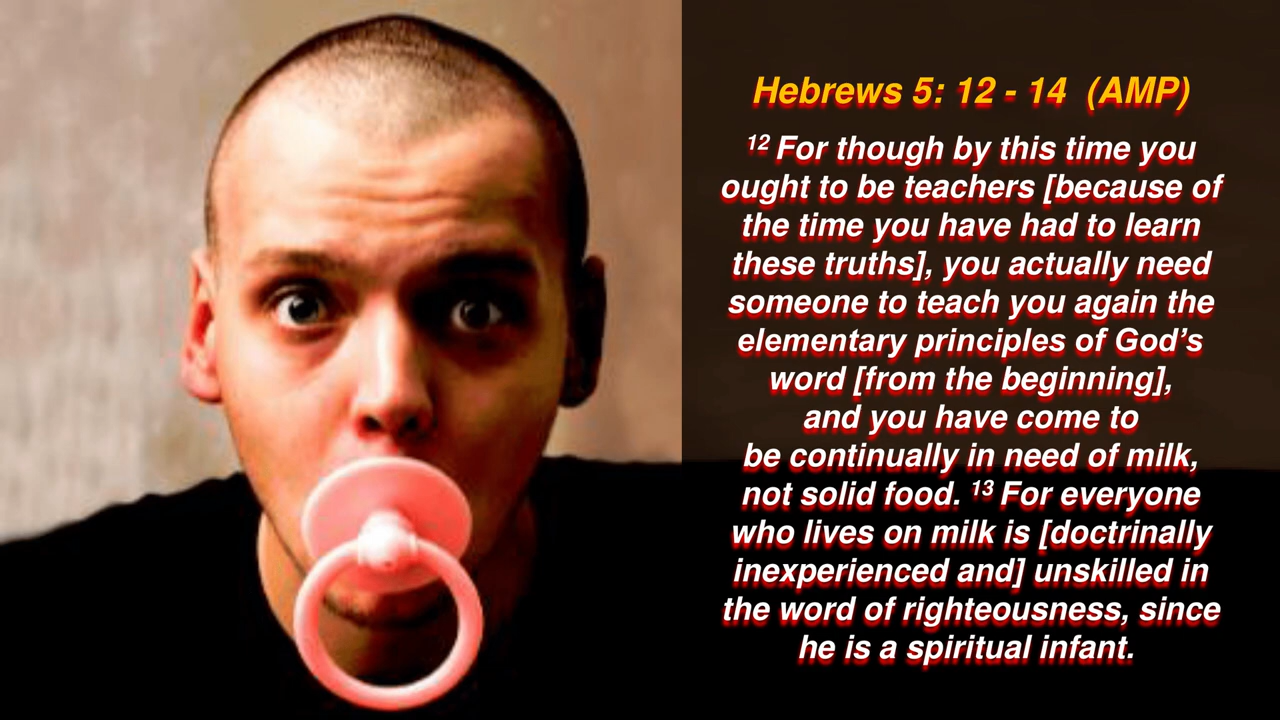 Hebrews 5: 12 - 14 (AMP)
12 For though by this time you
ought to be teachers [because of
the time you have had to learn
these truths], you actually need
someone to teach you again the
elementary principles of God’s
word [from the beginning],
and you have come to
be continually in need of milk,
not solid food. 13 For everyone
who lives on milk is [doctrinally
inexperienced and] unskilled in
the word of righteousness, since
he is a spiritual infant.